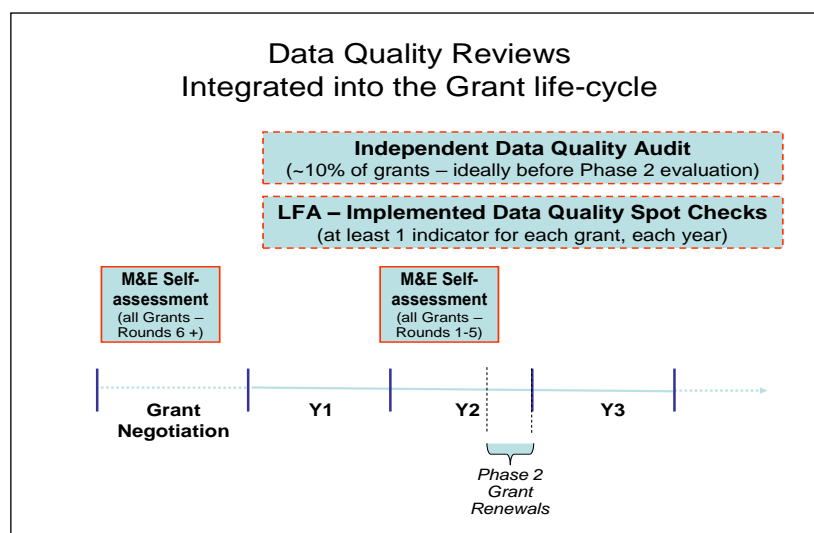 Data Quality Reviews
Integrated into the Grant life-cycle
Independent Data Quality Audit
(~10% of grants – ideally before Phase 2 evaluation)
LFA – Implemented Data Quality Spot Checks
(at least 1 indicator for each grant, each year)
M&E Self-
assessment
(all Grants –
Rounds 6 +)
M&E Self-
assessment
(all Grants –
Rounds 1-5)
Grant
Negotiation
Y1
Y2
Y3
Phase 2
Grant
Renewals